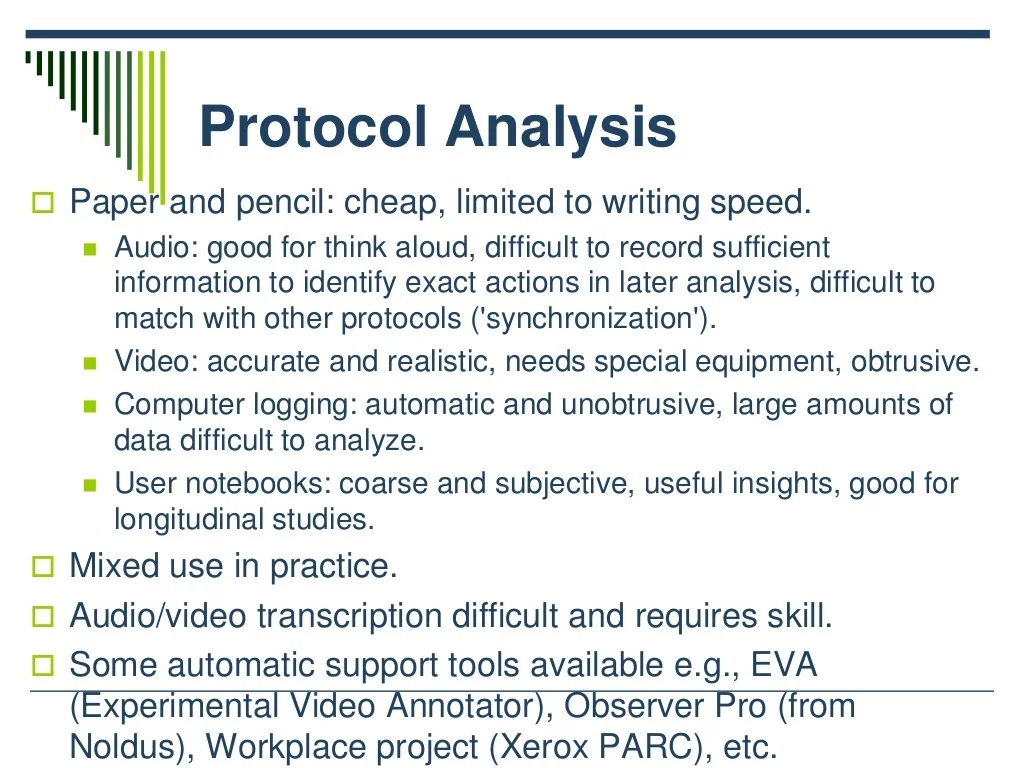 Protocol Analysis
Paper and pencil: cheap, limited to writing speed.
Audio: good for think aloud, difficult to record sufficient
information to identify exact actions in later analysis, difficult to
match with other protocols ('synchronization').
Video: accurate and realistic, needs special equipment, obtrusive.
Computer logging: automatic and unobtrusive, large amounts of
data difficult to analyze.
User notebooks: coarse and subjective, useful insights, good for
longitudinal studies.
Mixed use in practice.
Audio/video transcription difficult and requires skill.
Some automatic support tools available e.g., EVA
(Experimental Video Annotator), Observer Pro (from
Noldus), Workplace project (Xerox PARC), etc.